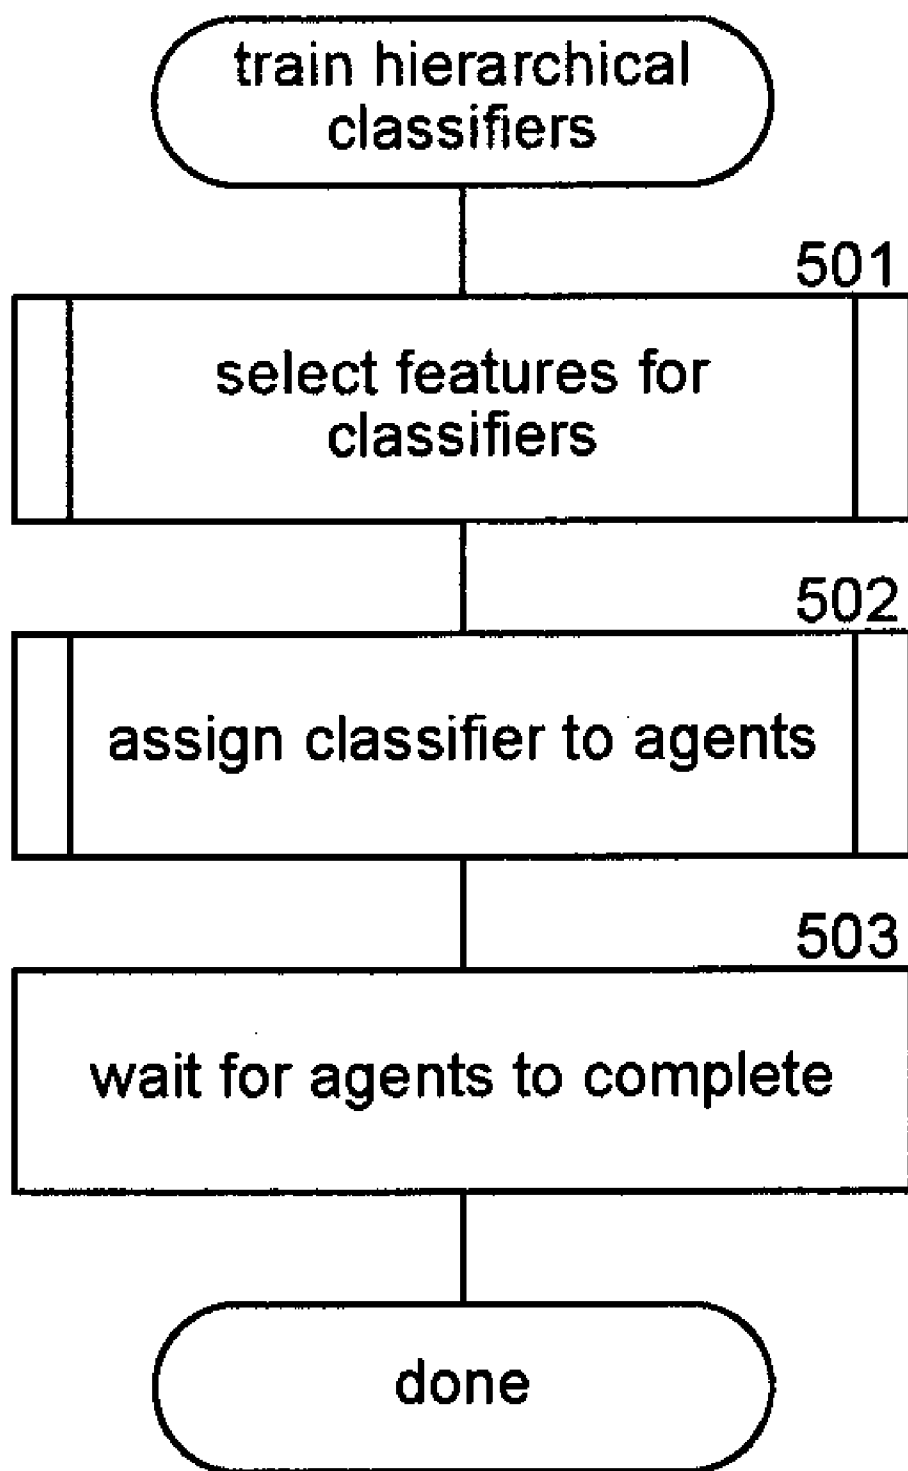 train hierarchical
classifiers
501
select features for
classifiers
502
assign classifier to agents
503
wait for agents to complete
done